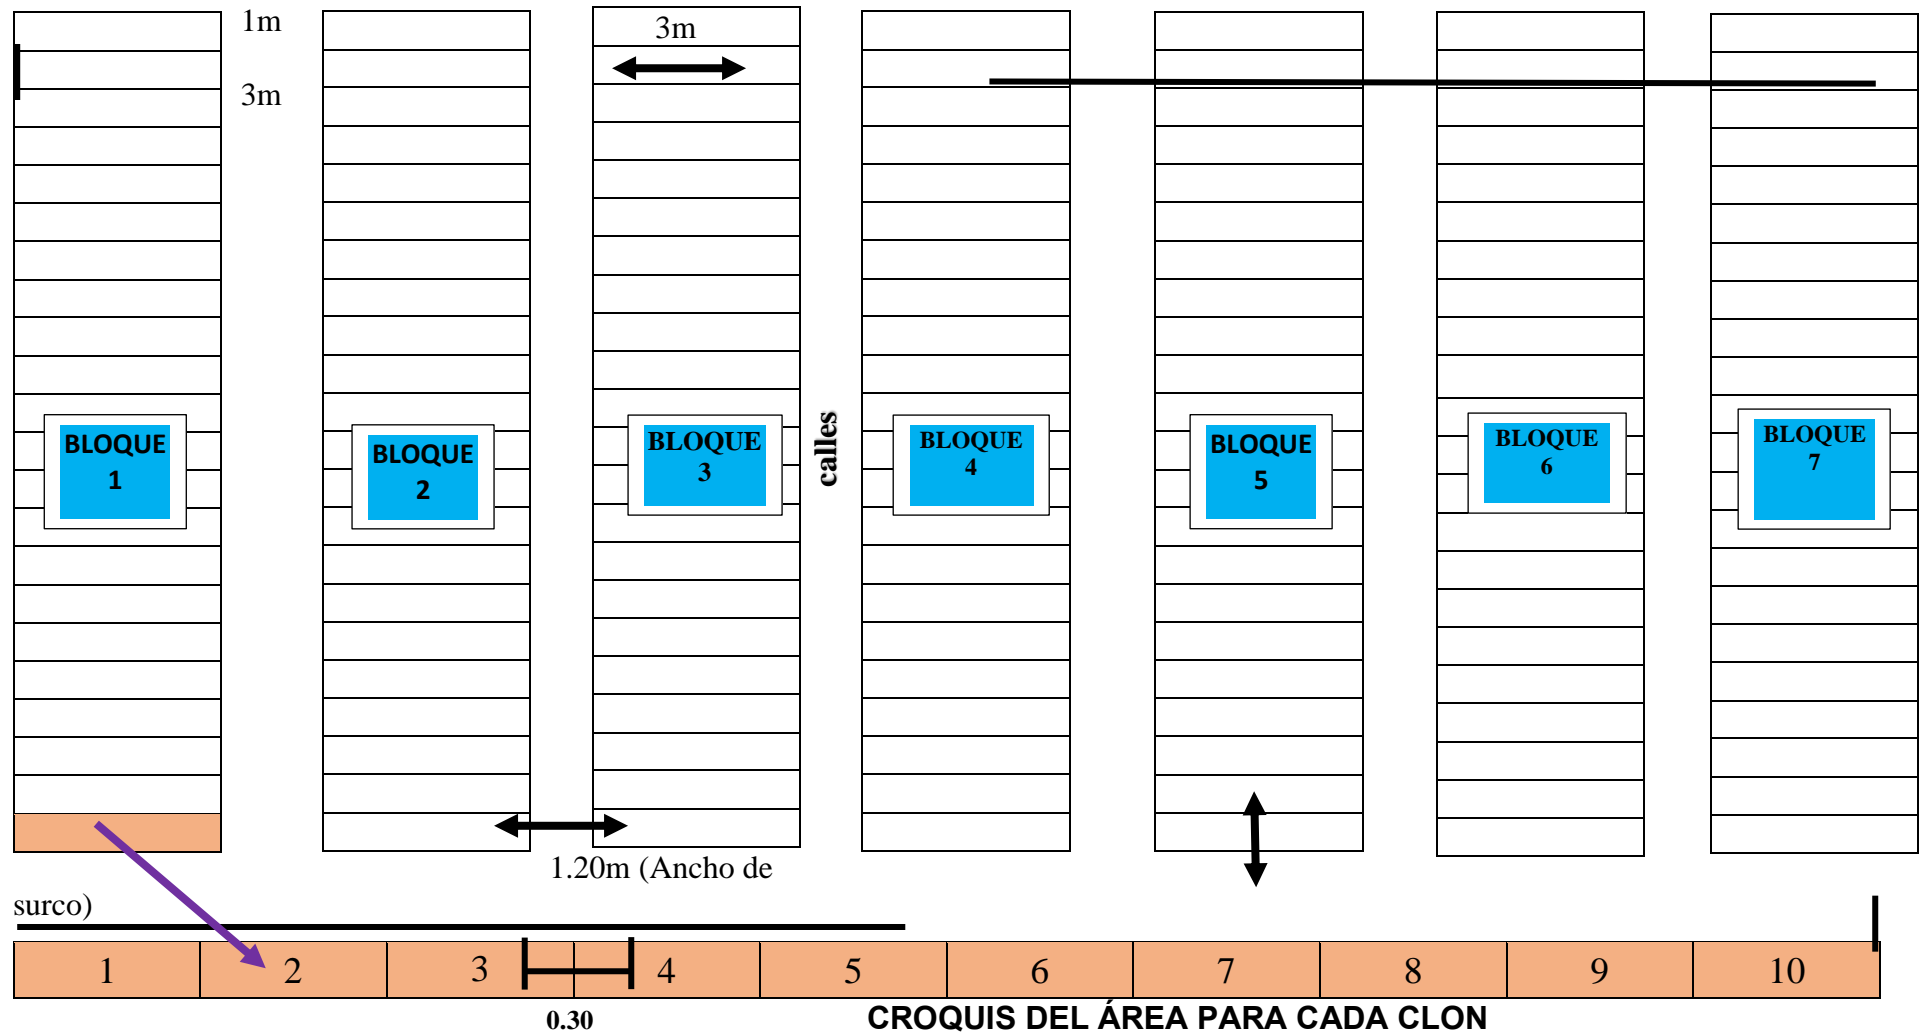 1m
3m
3m
BLOQUE
1
BLOQUE
2
BLOQUE
3
calles
BLOQUE
4
BLOQUE
5
BLOQUE
6
BLOQUE
7
1.20m (Ancho de
surco)
1 2 3 4 5 6 7 8 9 10
0.30
CROQUIS DEL ÁREA PARA CADA CLON